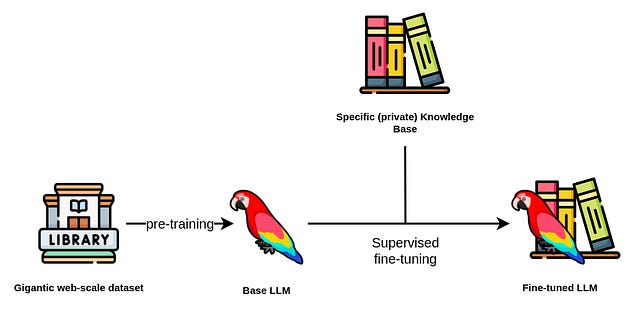 Specific (private) Knowledge
Base
LIBRARY
pre-training
Supervised
fine-tuning
Gigantic web-scale dataset
Base LLM
Fine-tuned LLM